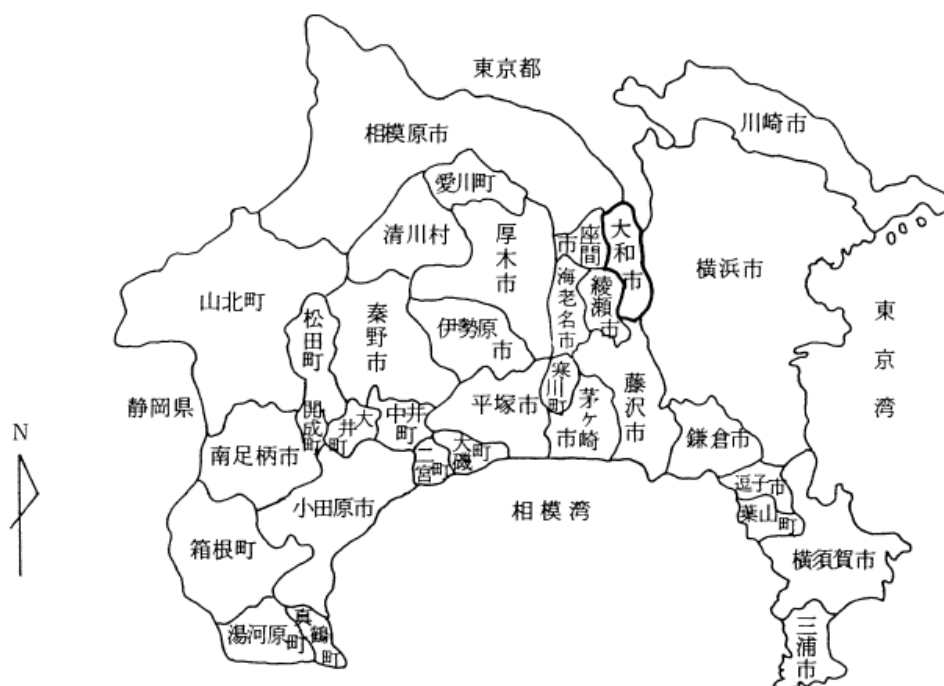 東京都
川崎市
相模原市
愛川町
清川村
厚木市
座間市
大和市
横浜市
海老名市
綾瀬市
山北町
松田町
秦野市
伊勢原市
東京湾
静岡県
開成町
大井町
中井町
平塚市
寒川町
茅ヶ崎市
藤沢市
鎌倉市
N
南足柄市
二宮町
大磯町
逗子市
小田原市
相模湾
葉山町
箱根町
横須賀市
湯河原町
真鶴町
三浦市